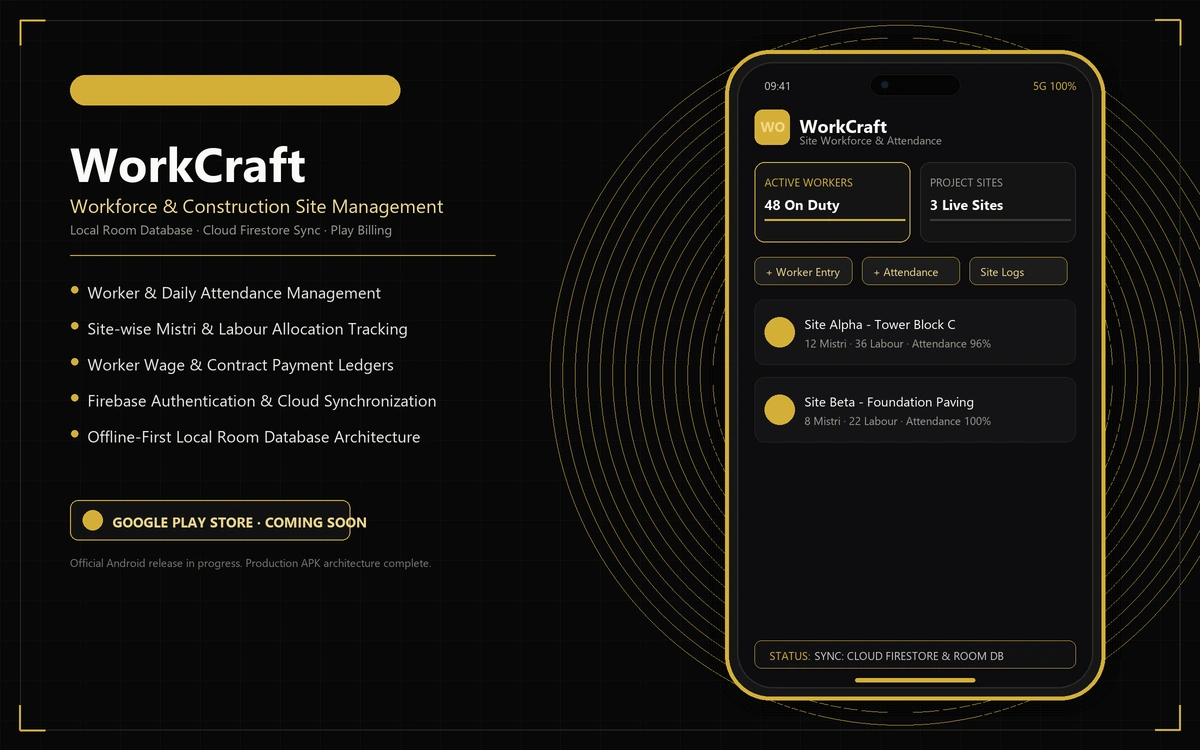 WorkCraft
Workforce & Construction Site Management
Local Room Database · Cloud Firestore Sync · Play Billing
Worker & Daily Attendance Management
Site-wise Mistri & Labour Allocation Tracking
Worker Wage & Contract Payment Ledgers
Firebase Authentication & Cloud Synchronization
Offline-First Local Room Database Architecture
GOOGLE PLAY STORE · COMING SOON
Official Android release in progress. Production APK architecture complete.
09:41
5G 100%
WO
WorkCraft
Site Workforce & Attendance
ACTIVE WORKERS
48 On Duty
PROJECT SITES
3 Live Sites
+ Worker Entry
+ Attendance
Site Logs
Site Alpha - Tower Block C
12 Mistri · 36 Labour · Attendance 96%
Site Beta - Foundation Paving
8 Mistri · 22 Labour · Attendance 100%
STATUS: SYNC: CLOUD FIRESTORE & ROOM DB